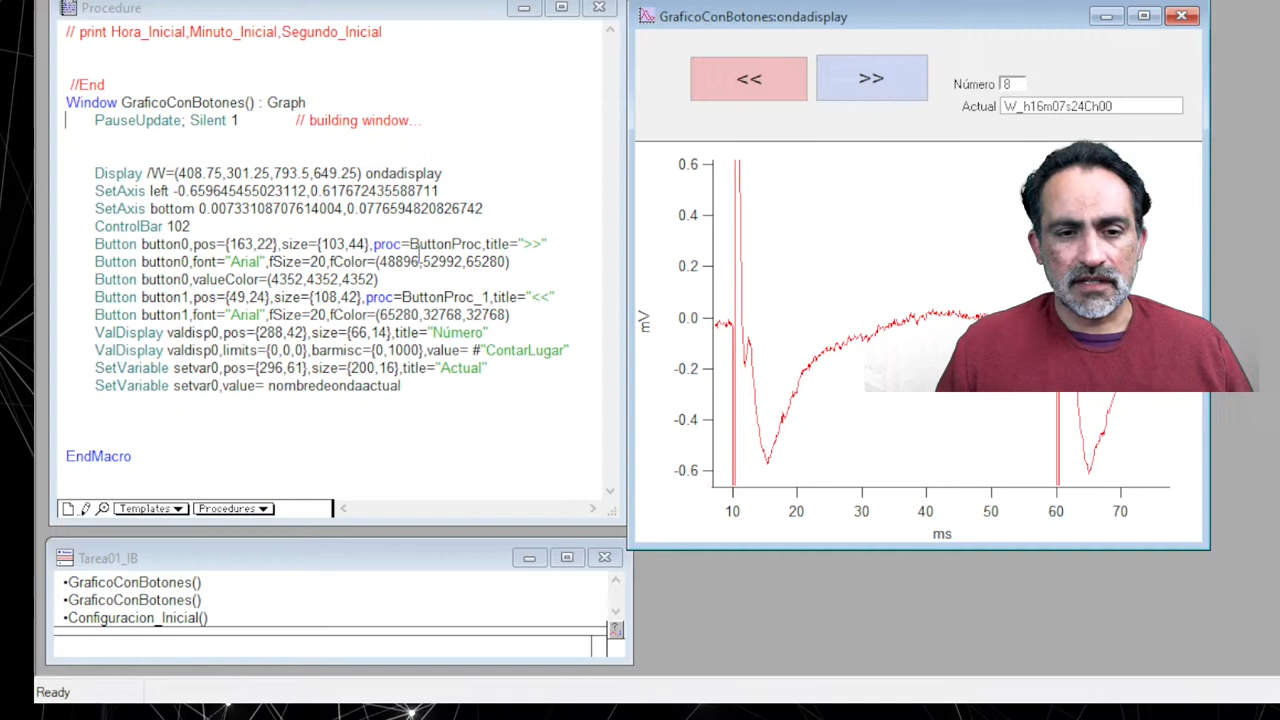 Procedure
// print Hora_Inicial,Minuto_Inicial,Segundo_Inicial
//End
Window GraficoConBotones() : Graph
PauseUpdate; Silent 1 // building window...
Display /W=(408.75,301.25,793.5,649.25) ondadisplay
SetAxis left -0.659645455023112,0.617672435588711
SetAxis bottom 0.00733108707614004,0.0776594820826742
ControlBar 102
Button button0,pos={163,22},size={103,44},proc=ButtonProc,title=">>"
Button button0,font="Arial",fSize=20,fColor=(48896,52992,65280)
Button button0,valueColor=(4352,4352,4352)
Button button1,pos={49,24},size={108,42},proc=ButtonProc_1,title="<<"
Button button1,font="Arial",fSize=20,fColor=(65280,32768,32768)
ValDisplay valdisp0,pos={288,42},size={66,14},title="Número"
ValDisplay valdisp0,limits={0,0,0},barmisc={0,1000},value= #"ContarLugar"
SetVariable setvar0,pos={296,61},size={200,16},title="Actual"
SetVariable setvar0,value= nombredeondaactual
EndMacro
Templates
Procedures
Tarea01_IB
•GraficoConBotones()
•GraficoConBotones()
•Configuracion_Inicial()
Ready
GraficoConBotones:ondadisplay
<< >>
Número 8
Actual W_h16m07s24Ch00
0.6
0.4
0.2
0.0
-0.2
-0.4
-0.6
mV
10 20 30 40 50 60 70
ms